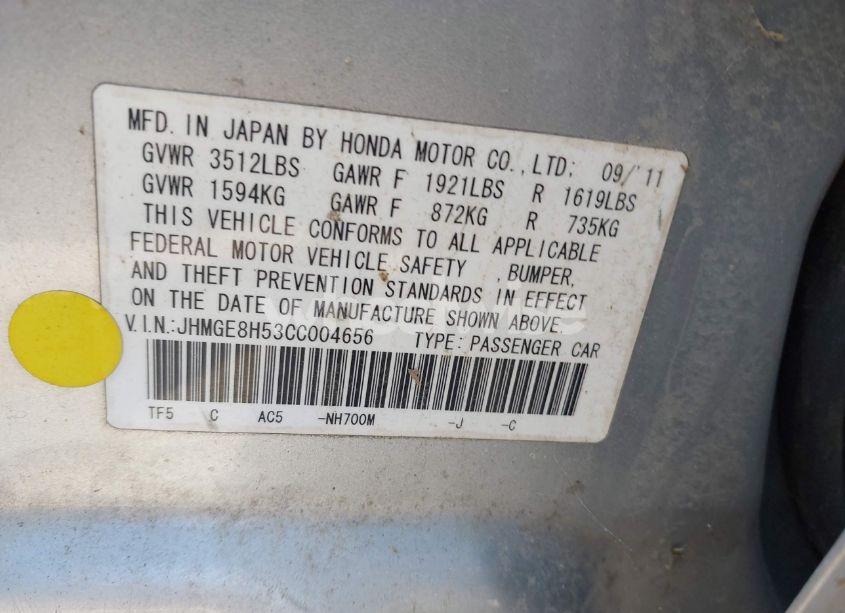 MFD. IN JAPAN BY HONDA MOTOR CO., LTD; 09/'11
GVWR 3512LBS GAWR F 1921LBS R 1619LBS
GVWR 1594KG GAWR F 872KG R 735KG
THIS VEHICLE CONFORMS TO ALL APPLICABLE
FEDERAL MOTOR VEHICLE SAFETY , BUMPER,
AND THEFT PREVENTION STANDARDS IN EFFECT
ON THE DATE OF MANUFACTURE SHOWN ABOVE.
V.I.N.:JHMGE8H53CC004656 TYPE: PASSENGER CAR
TF5 C AC5 -NH700M -J -C